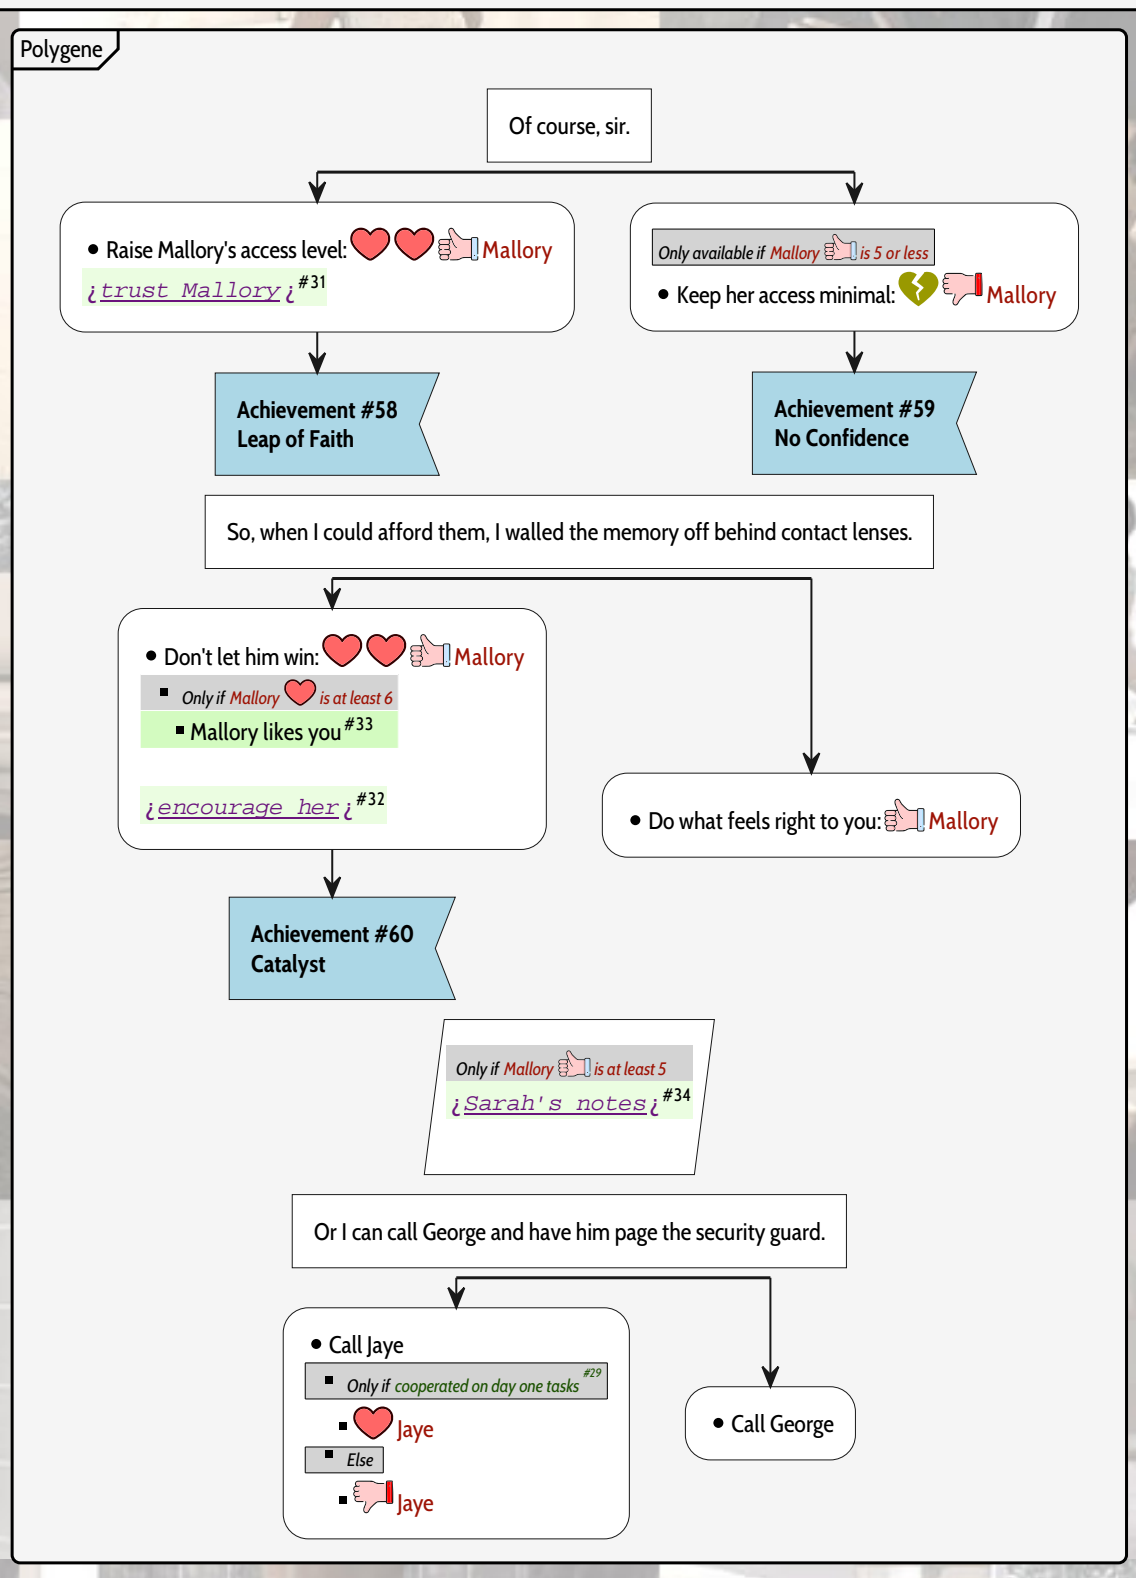 Polygene
Of course, sir.
• Raise Mallory's access level: Mallory
¿trust Mallory¿#31
Only available if Mallory is 5 or less
• Keep her access minimal: Mallory
Achievement #58
Leap of Faith
Achievement #59
No Confidence
So, when I could afford them, I walled the memory off behind contact lenses.
• Don't let him win: Mallory
▪ Only if Mallory is at least 6
▪ Mallory likes you#33
¿encourage her¿#32
• Do what feels right to you: Mallory
Achievement #60
Catalyst
Only if Mallory is at least 5
¿Sarah's notes¿#34
Or I can call George and have him page the security guard.
• Call Jaye
▪ Only if cooperated on day one tasks#29
▪ Jaye
▪ Else
▪ Jaye
• Call George